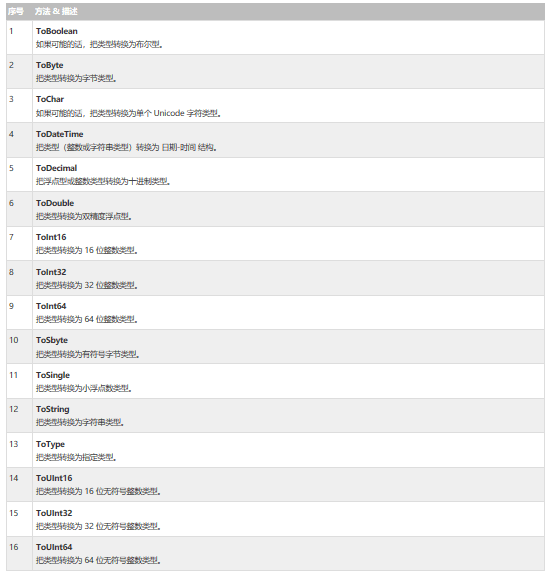 序号 方法 & 描述
1 ToBoolean
如果可能的话，把类型转换为布尔型。
2 ToByte
把类型转换为字节类型。
3 ToChar
如果可能的话，把类型转换为单个 Unicode 字符类型。
4 ToDateTime
把类型（整数或字符串类型）转换为 日期-时间 结构。
5 ToDecimal
把浮点型或整数类型转换为十进制类型。
6 ToDouble
把类型转换为双精度浮点型。
7 ToInt16
把类型转换为 16 位整数类型。
8 ToInt32
把类型转换为 32 位整数类型。
9 ToInt64
把类型转换为 64 位整数类型。
10 ToSbyte
把类型转换为有符号字节类型。
11 ToSingle
把类型转换为小浮点数类型。
12 ToString
把类型转换为字符串类型。
13 ToType
把类型转换为指定类型。
14 ToUInt16
把类型转换为 16 位无符号整数类型。
15 ToUInt32
把类型转换为 32 位无符号整数类型。
16 ToUInt64
把类型转换为 64 位无符号整数类型。